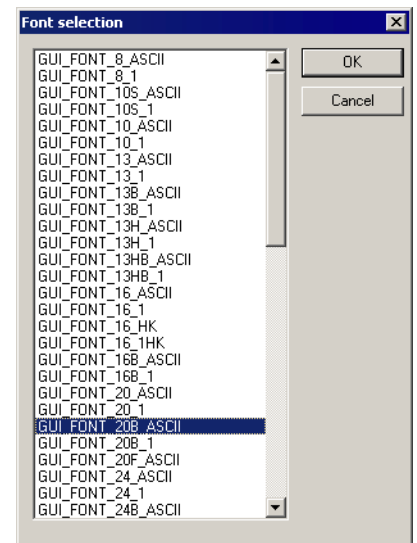 Font selection
GUI_FONT_8_ASCII
GUI_FONT_8_1
GUI_FONT_10S_ASCII
GUI_FONT_10S_1
GUI_FONT_10_ASCII
GUI_FONT_10_1
GUI_FONT_13_ASCII
GUI_FONT_13_1
GUI_FONT_13B_ASCII
GUI_FONT_13B_1
GUI_FONT_13H_ASCII
GUI_FONT_13H_1
GUI_FONT_13HB_ASCII
GUI_FONT_13HB_1
GUI_FONT_16_ASCII
GUI_FONT_16_1
GUI_FONT_16_HK
GUI_FONT_16_1HK
GUI_FONT_16B_ASCII
GUI_FONT_16B_1
GUI_FONT_20_ASCII
GUI_FONT_20_1
GUI_FONT_20B_ASCII
GUI_FONT_20B_1
GUI_FONT_20F_ASCII
GUI_FONT_24_ASCII
GUI_FONT_24_1
GUI_FONT_24B_ASCII
OK
Cancel